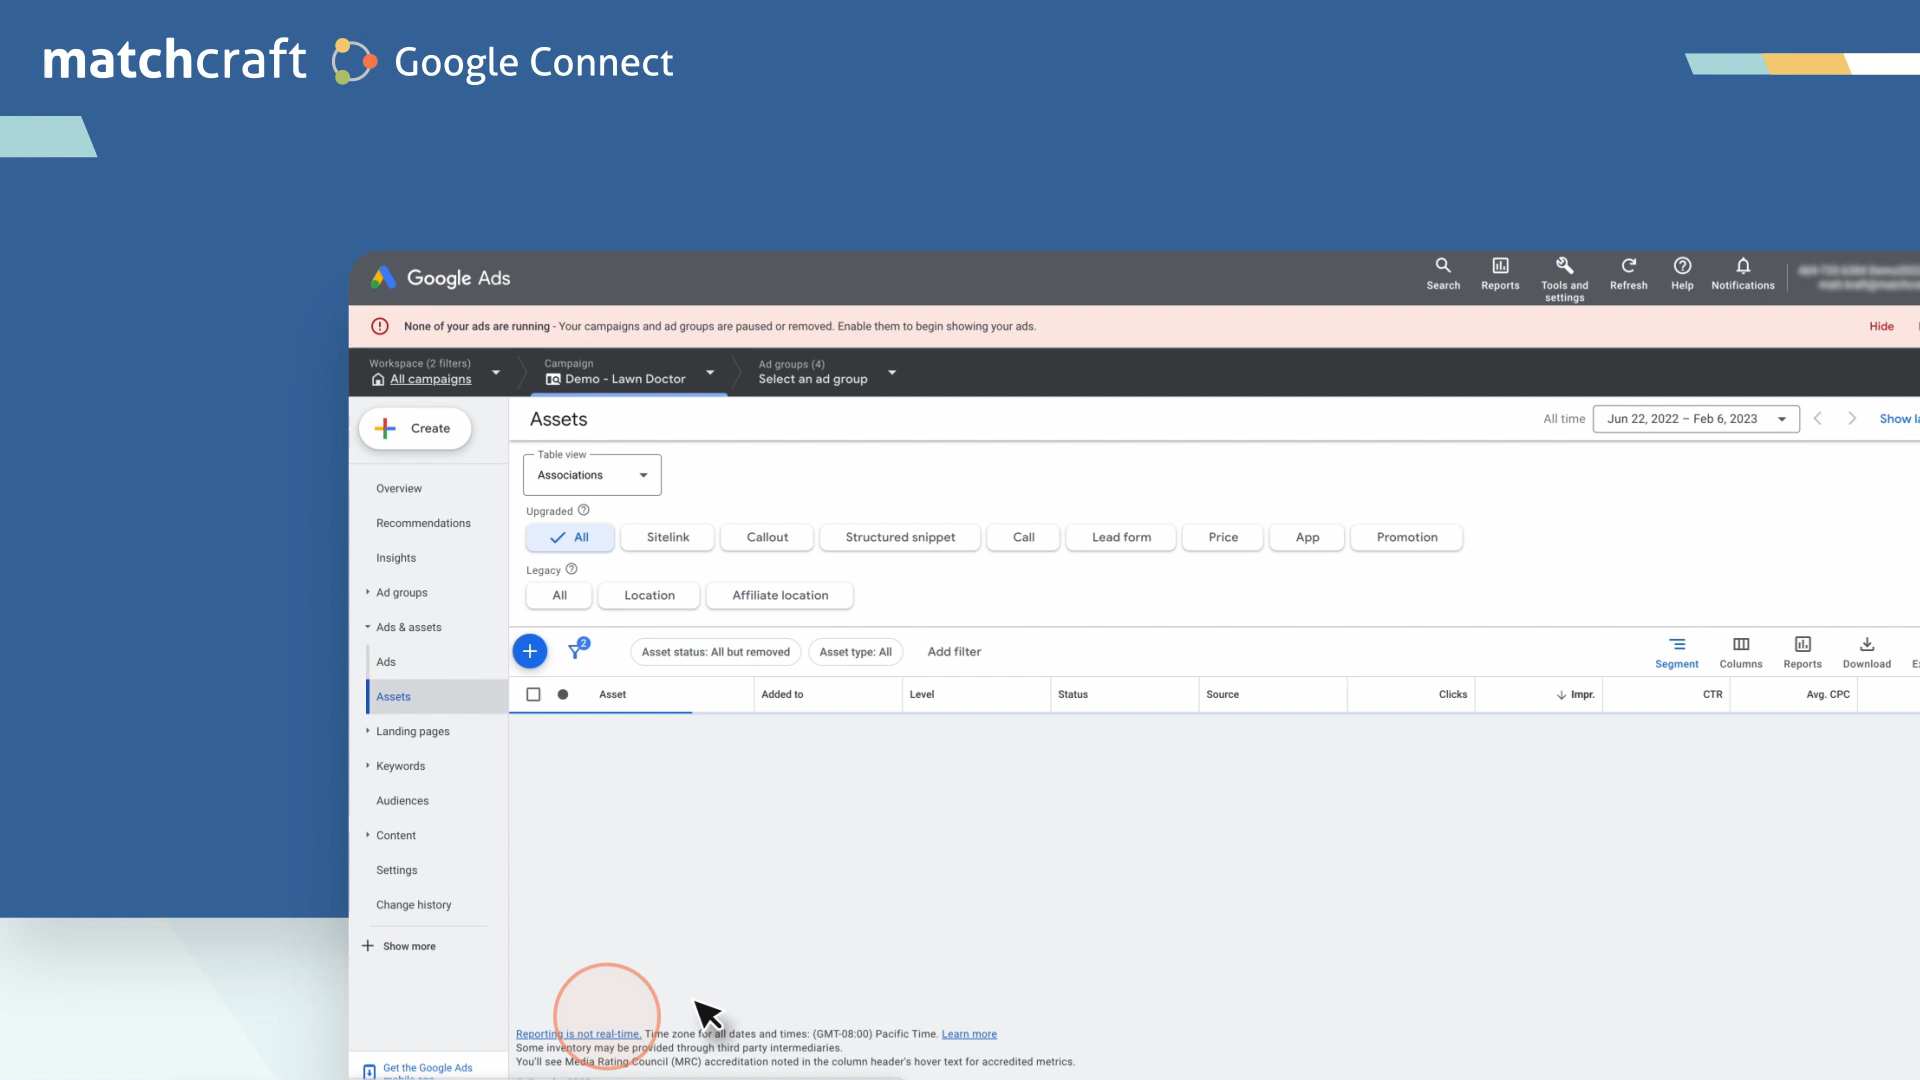 matchcraft Google Connect
Google Ads
Search
Reports
Tools and
settings
Refresh
Help
Notifications
None of your ads are running - Your campaigns and ad groups are paused or removed. Enable them to begin showing your ads.
Hide
Workspace (2 filters)
All campaigns
Campaign
Demo - Lawn Doctor
Ad groups (4)
Select an ad group
Create
Assets
All time
Jun 22, 2022 – Feb 6, 2023
Show
Overview
Recommendations
Insights
Ad groups
Ads & assets
Ads
Assets
Landing pages
Keywords
Audiences
Content
Settings
Change history
Show more
Table view
Associations
Upgraded
All
Sitelink
Callout
Structured snippet
Call
Lead form
Price
App
Promotion
Legacy
All
Location
Affiliate location
2
Asset status: All but removed
Asset type: All
Add filter
Segment
Columns
Reports
Download
Asset
Added to
Level
Status
Source
Clicks
Impr.
CTR
Avg. CPC
Reporting is not real-time. Time zone for all dates and times: (GMT-08:00) Pacific Time. Learn more
Some inventory may be provided through third party intermediaries.
You'll see Media Rating Council (MRC) accreditation noted in the column header's hover text for accredited metrics.
Get the Google Ads